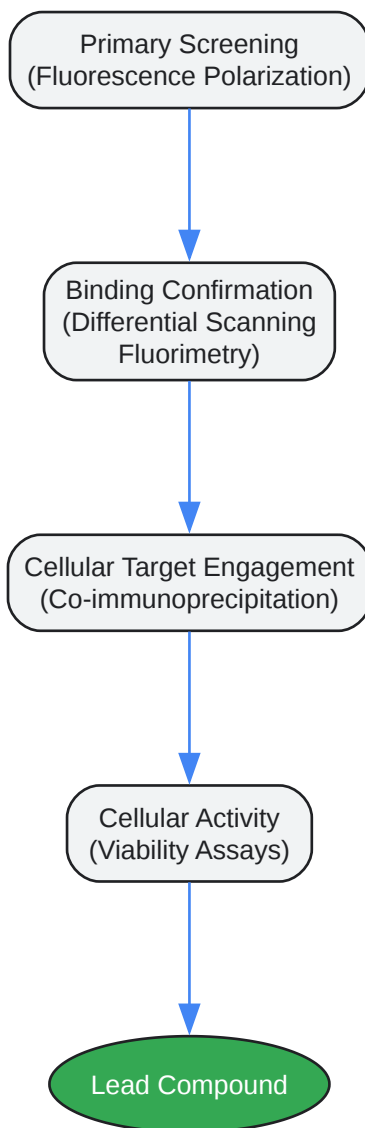 Primary Screening
(Fluorescence Polarization)
Binding Confirmation
(Differential Scanning
Fluorimetry)
Cellular Target Engagement
(Co-immunoprecipitation)
Cellular Activity
(Viability Assays)
Lead Compound